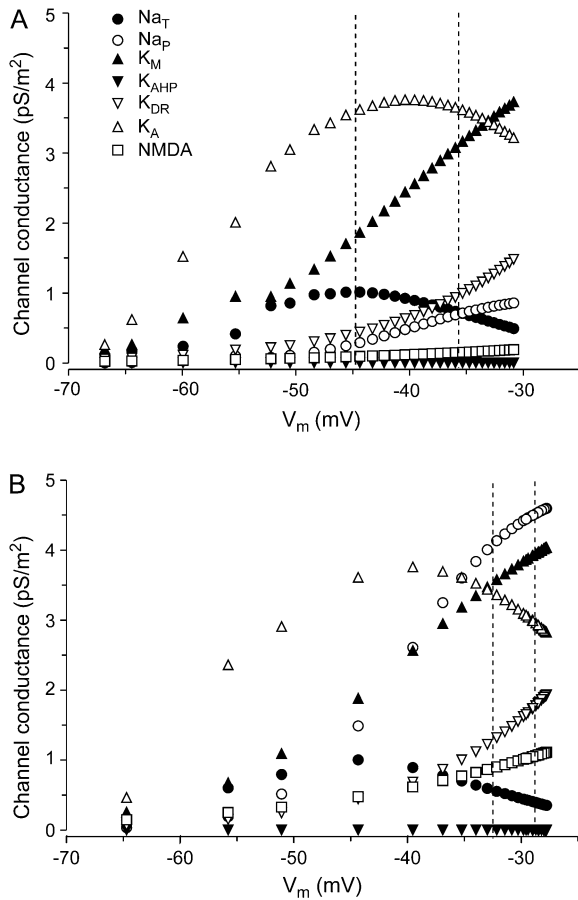 A
Na_T
Na_P
K_M
K_AHP
K_DR
K_A
NMDA
Channel conductance (pS/m²)
5
4
3
2
1
0
-70 -60 -50 -40 -30
V_m (mV)
B
Channel conductance (pS/m²)
5
4
3
2
1
0
-70 -60 -50 -40 -30
V_m (mV)